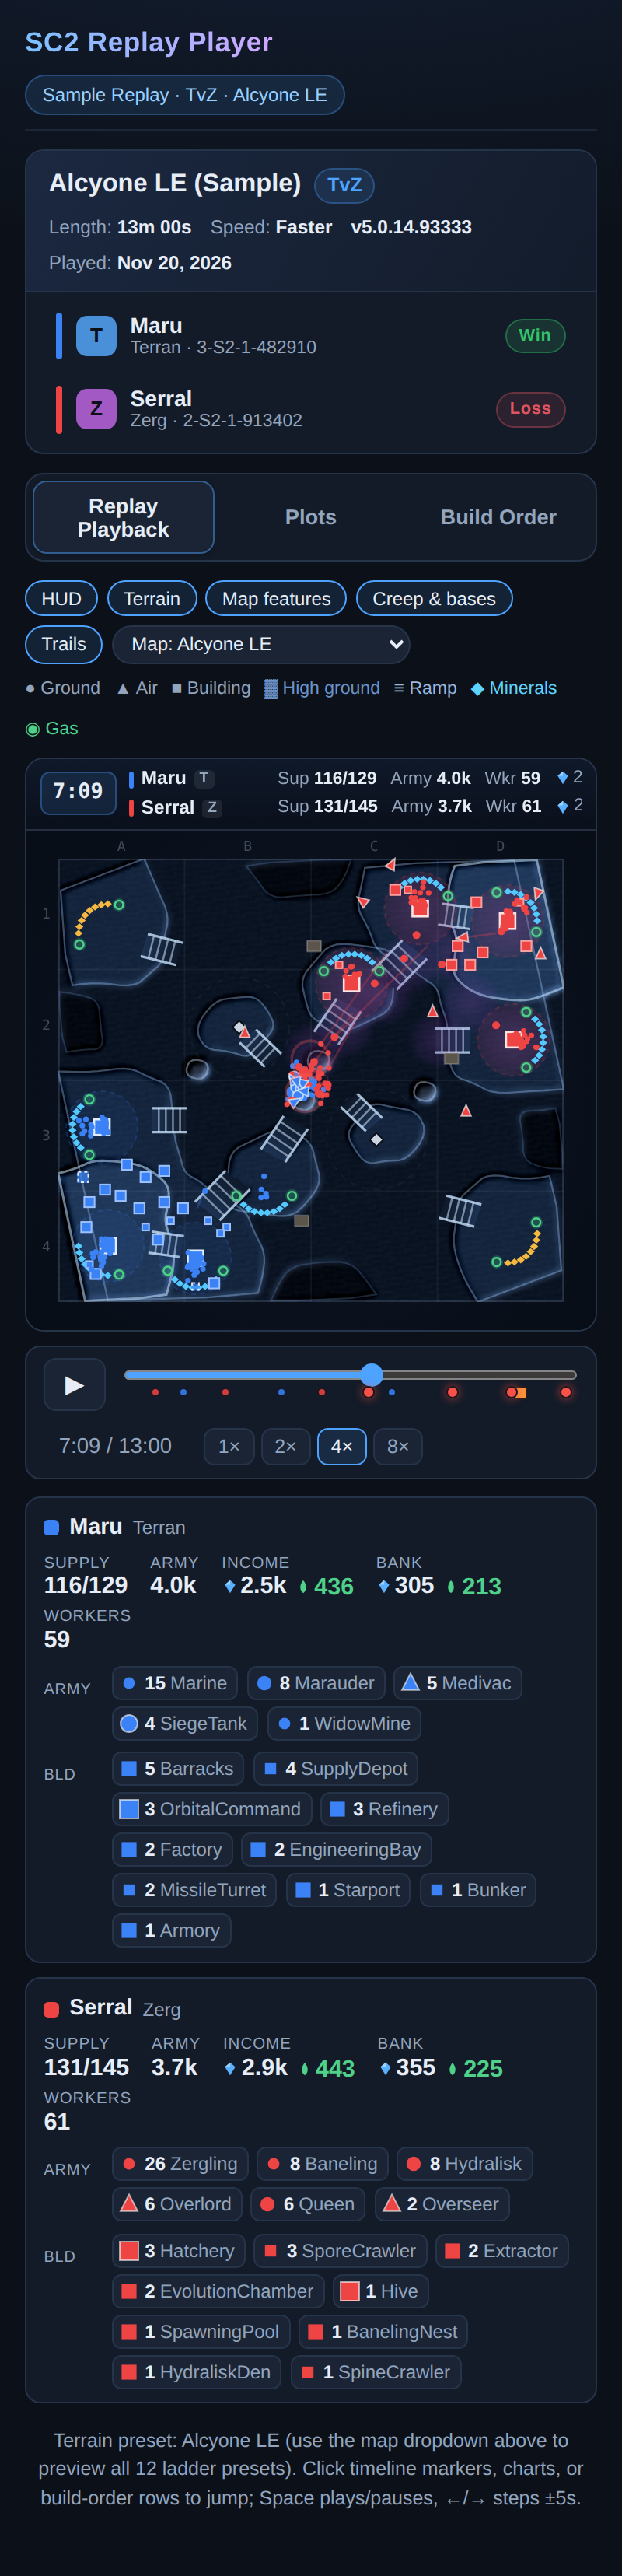 SC2 Replay Player
Sample Replay · TvZ · Alcyone LE
Alcyone LE (Sample) TvZ
Length: 13m 00s Speed: Faster v5.0.14.93333
Played: Nov 20, 2026
T Maru Win
Terran · 3-S2-1-482910
Z Serral Loss
Zerg · 2-S2-1-913402
Replay
Playback
Plots
Build Order
HUD Terrain Map features Creep & bases
Trails Map: Alcyone LE
● Ground ▲ Air ■ Building ▓ High ground ≡ Ramp ◆ Minerals
◉ Gas
7:09
Maru T Sup 116/129 Army 4.0k Wkr 59 2
Serral Z Sup 131/145 Army 3.7k Wkr 61 2
A B C D
1
2
3
4
▶
7:09 / 13:00 1× 2× 4× 8×
Maru Terran
SUPPLY ARMY INCOME BANK
116/129 4.0k 2.5k 436 305 213
WORKERS
59
ARMY 15 Marine 8 Marauder 5 Medivac
4 SiegeTank 1 WidowMine
BLD 5 Barracks 4 SupplyDepot
3 OrbitalCommand 3 Refinery
2 Factory 2 EngineeringBay
2 MissileTurret 1 Starport 1 Bunker
1 Armory
Serral Zerg
SUPPLY ARMY INCOME BANK
131/145 3.7k 2.9k 443 355 225
WORKERS
61
ARMY 26 Zergling 8 Baneling 8 Hydralisk
6 Overlord 6 Queen 2 Overseer
BLD 3 Hatchery 3 SporeCrawler 2 Extractor
2 EvolutionChamber 1 Hive
1 SpawningPool 1 BanelingNest
1 HydraliskDen 1 SpineCrawler
Terrain preset: Alcyone LE (use the map dropdown above to
preview all 12 ladder presets). Click timeline markers, charts, or
build-order rows to jump; Space plays/pauses, ←/→ steps ±5s.